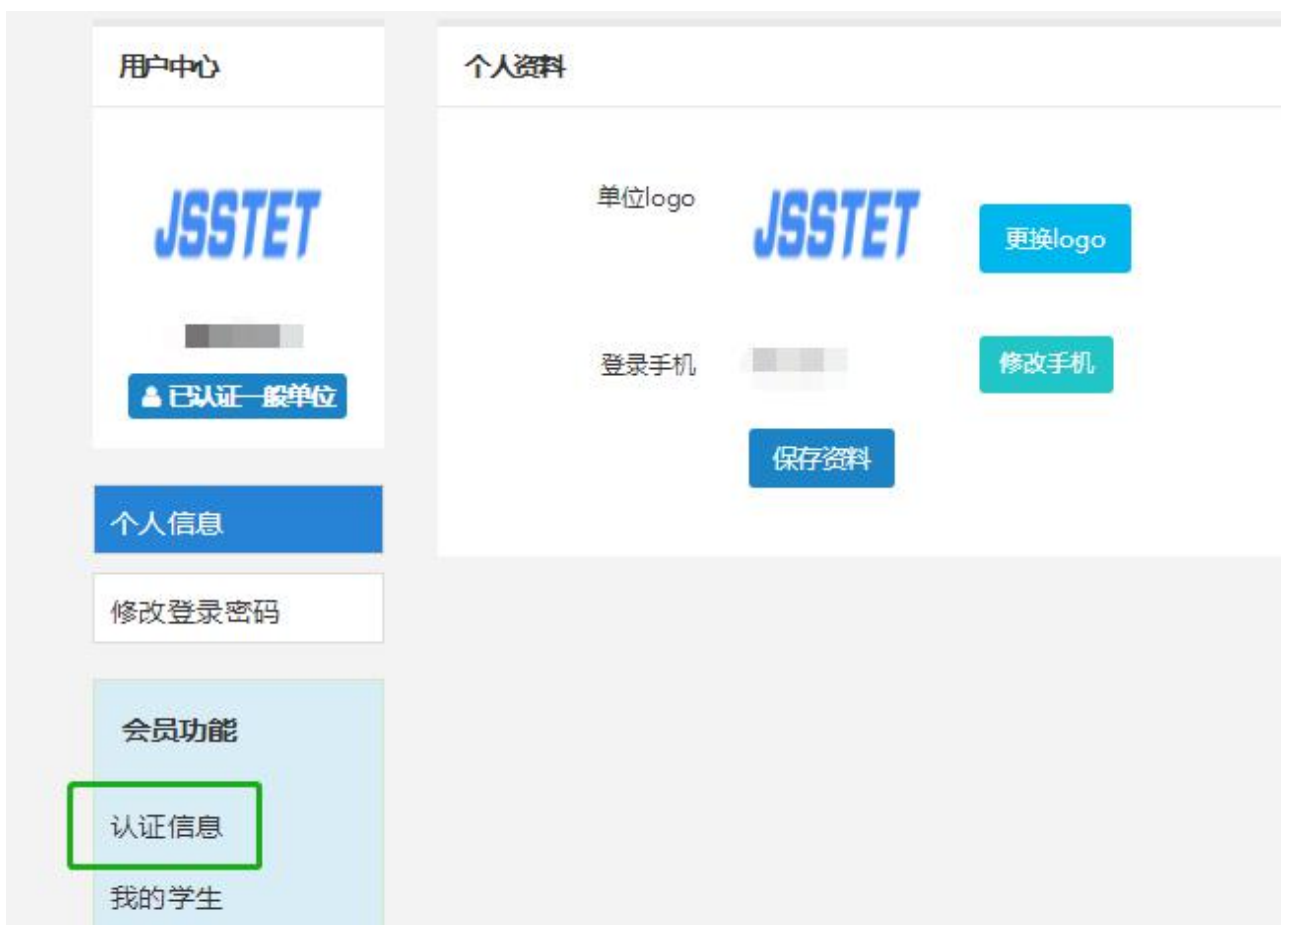 用户中心
JSSTET
已认证一般单位
个人信息
修改登录密码
会员功能
认证信息
我的学生
个人资料
单位logo
JSSTET
更换logo
登录手机
修改手机
保存资料